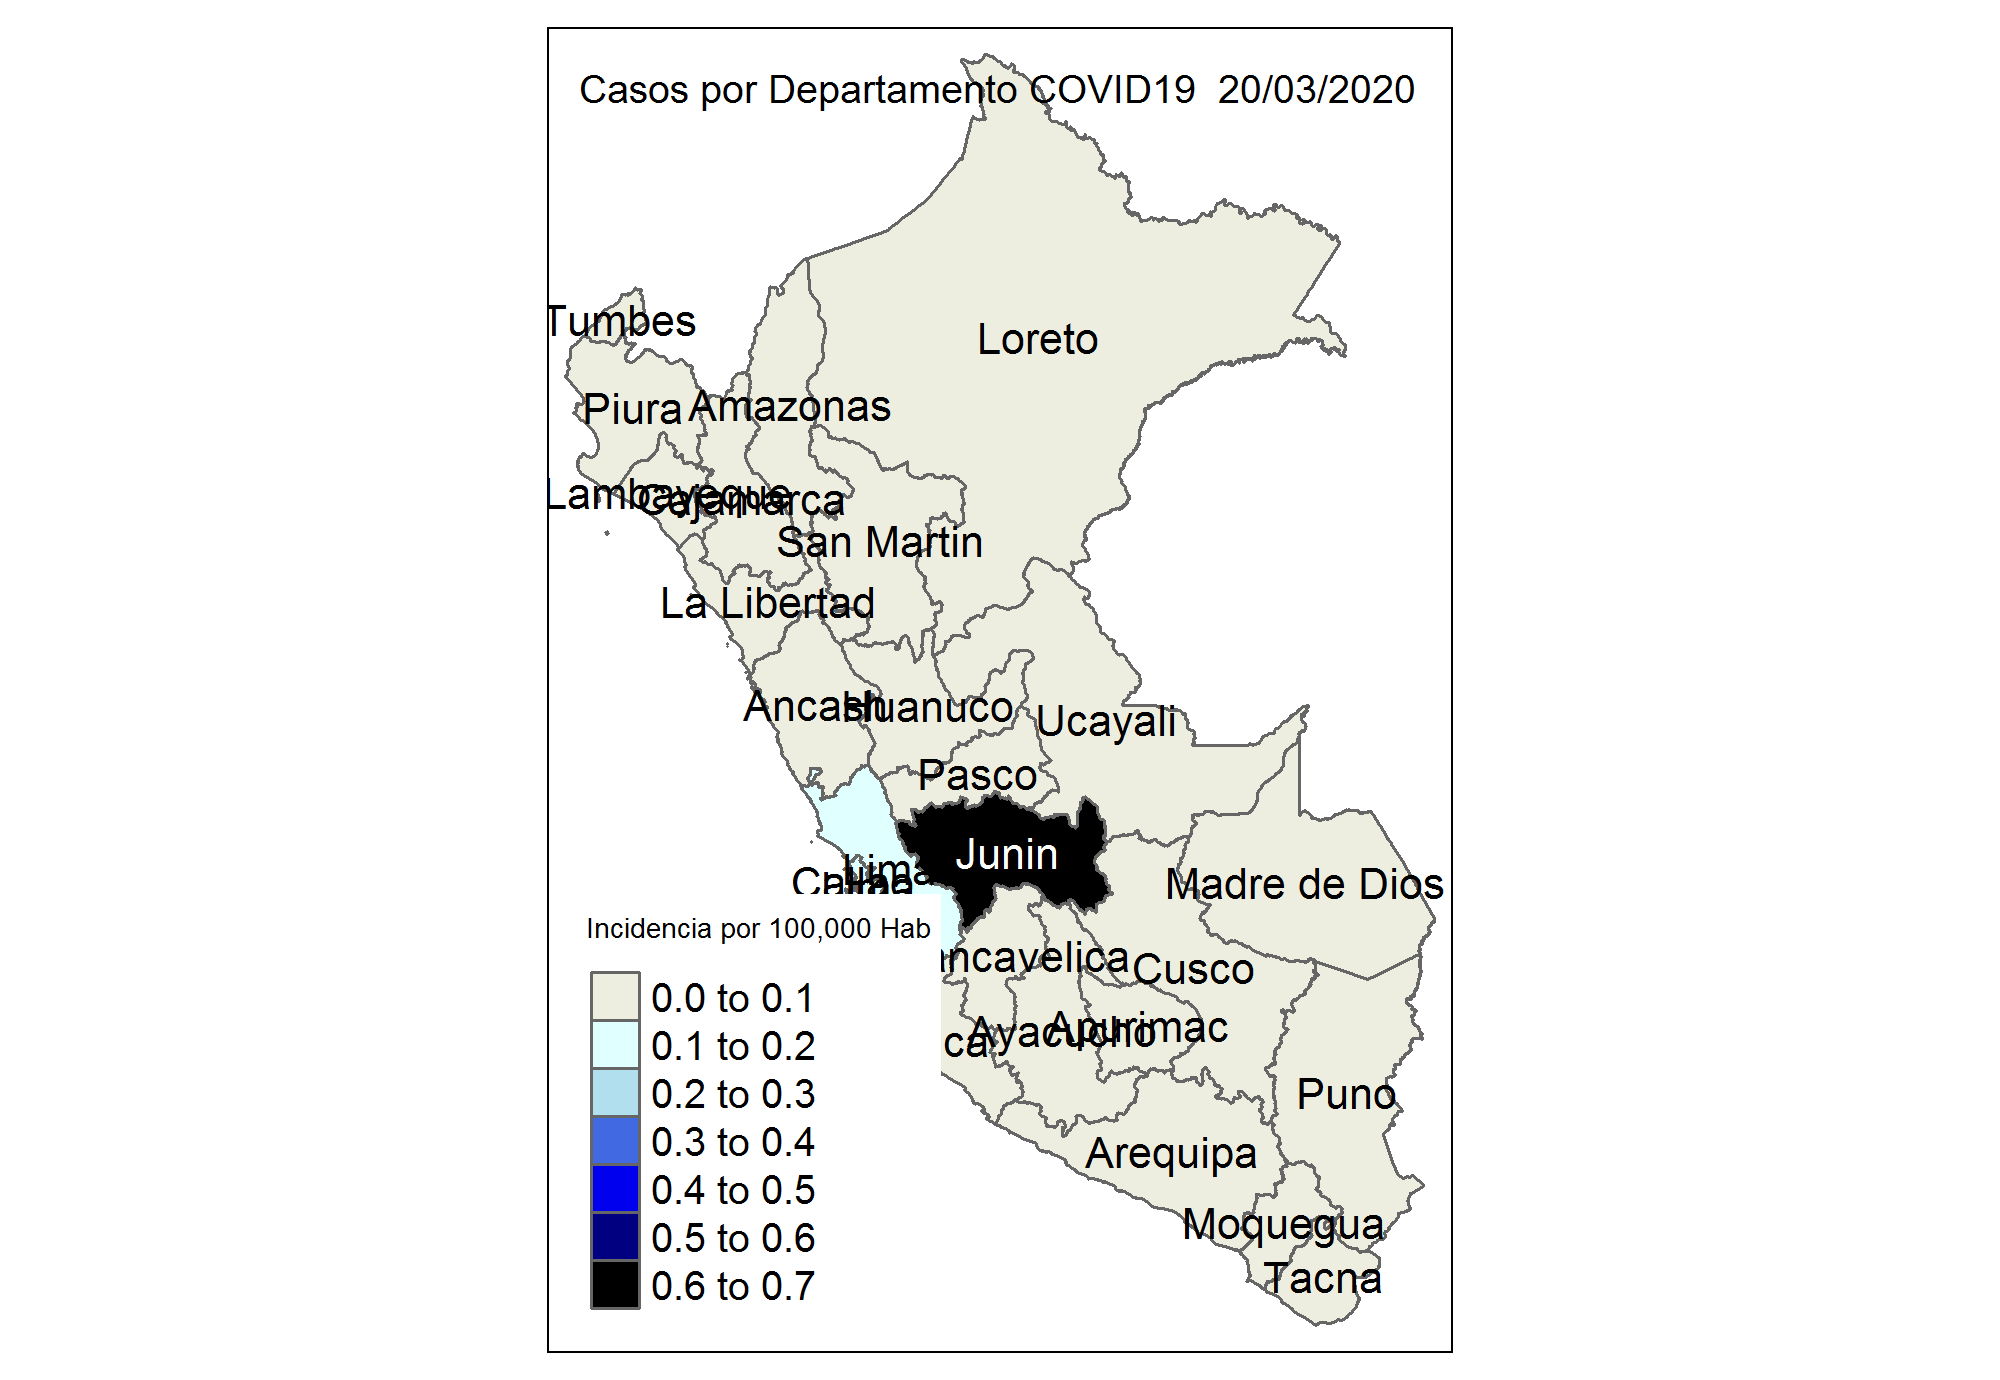 Casos por Departamento COVID19  20/03/2020
Tumbes
Loreto
Piura
Amazonas
Lambayeque
Cajamarca
San Martin
La Libertad
Ancash
Huanuco
Ucayali
Pasco
Junin
Lima
Madre de Dios
Incidencia por 100,000 Hab
ancavelica
Cusco
0.0 to 0.1
Apurimac
Ayacucho
ca
0.1 to 0.2
0.2 to 0.3
Puno
0.3 to 0.4
Arequipa
0.4 to 0.5
Moquegua
0.5 to 0.6
Tacna
0.6 to 0.7